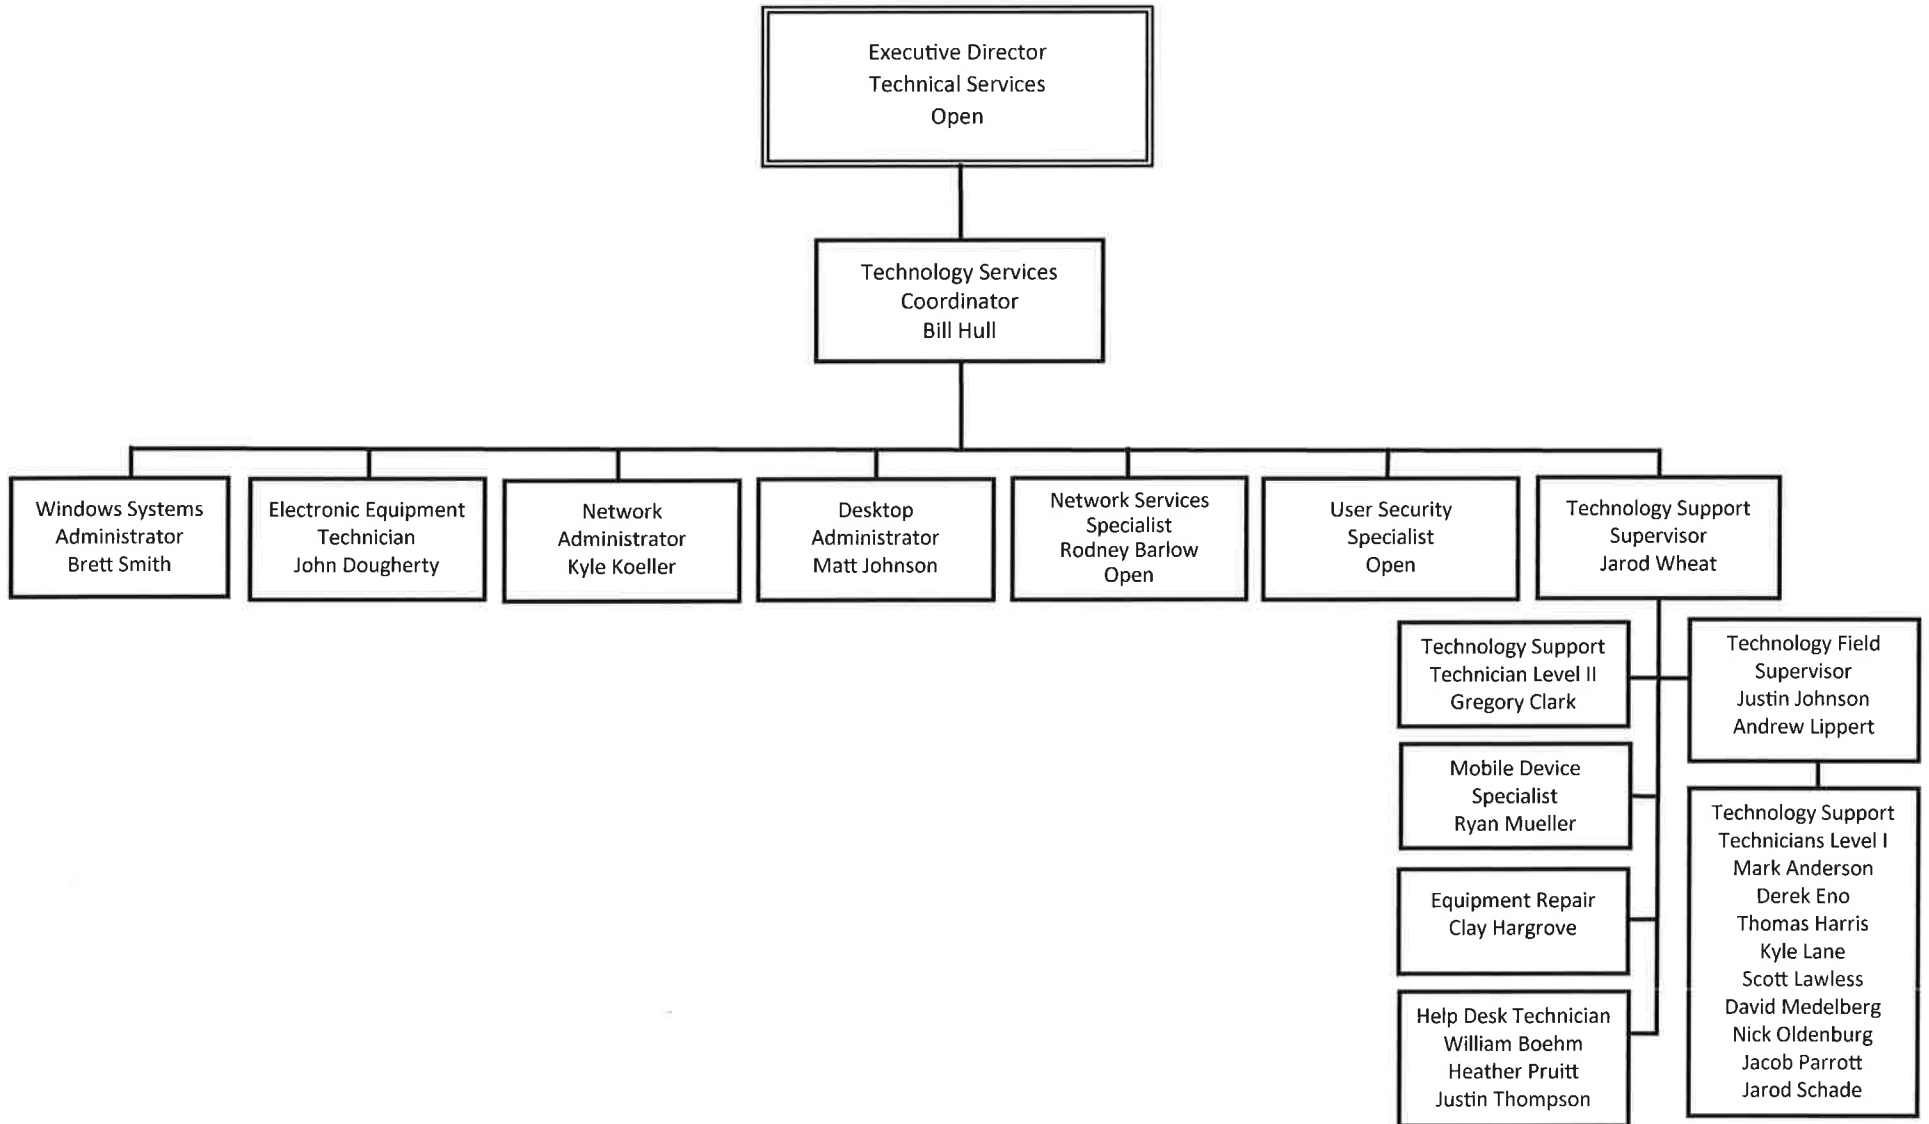 Executive Director
Technical Services
Open
Technology Services
Coordinator
Bill Hull
Windows Systems
Administrator
Brett Smith
Electronic Equipment
Technician
John Dougherty
Network
Administrator
Kyle Koeller
Desktop
Administrator
Matt Johnson
Network Services
Specialist
Rodney Barlow
Open
User Security
Specialist
Open
Technology Support
Supervisor
Jarod Wheat
Technology Support
Technician Level II
Gregory Clark
Technology Field
Supervisor
Justin Johnson
Andrew Lippert
Mobile Device
Specialist
Ryan Mueller
Equipment Repair
Clay Hargrove
Help Desk Technician
William Boehm
Heather Pruitt
Justin Thompson
Technology Support
Technicians Level I
Mark Anderson
Derek Eno
Thomas Harris
Kyle Lane
Scott Lawless
David Medelberg
Nick Oldenburg
Jacob Parrott
Jarod Schade